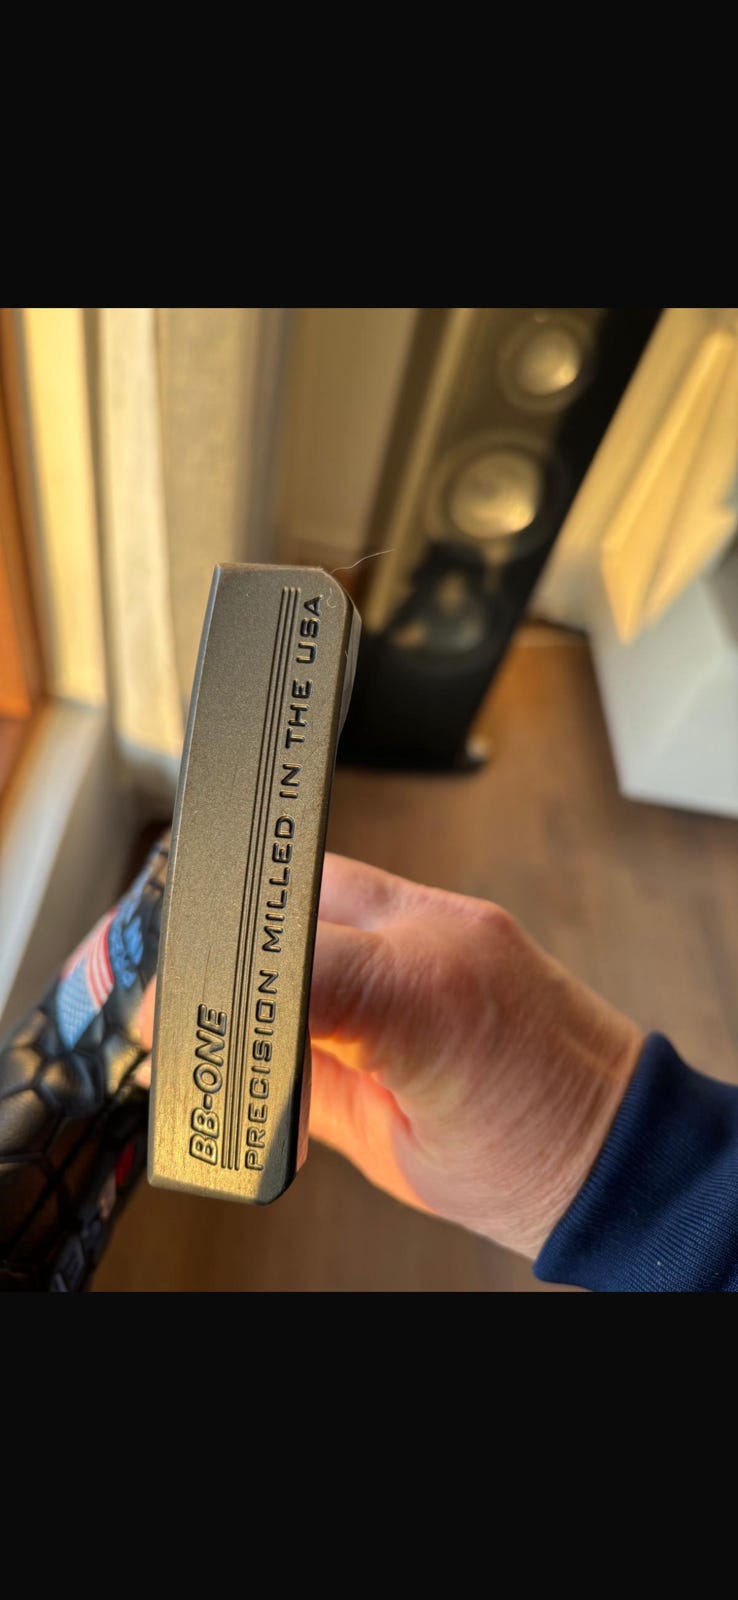 BB-ONE
PRECISION MILLED IN THE USA